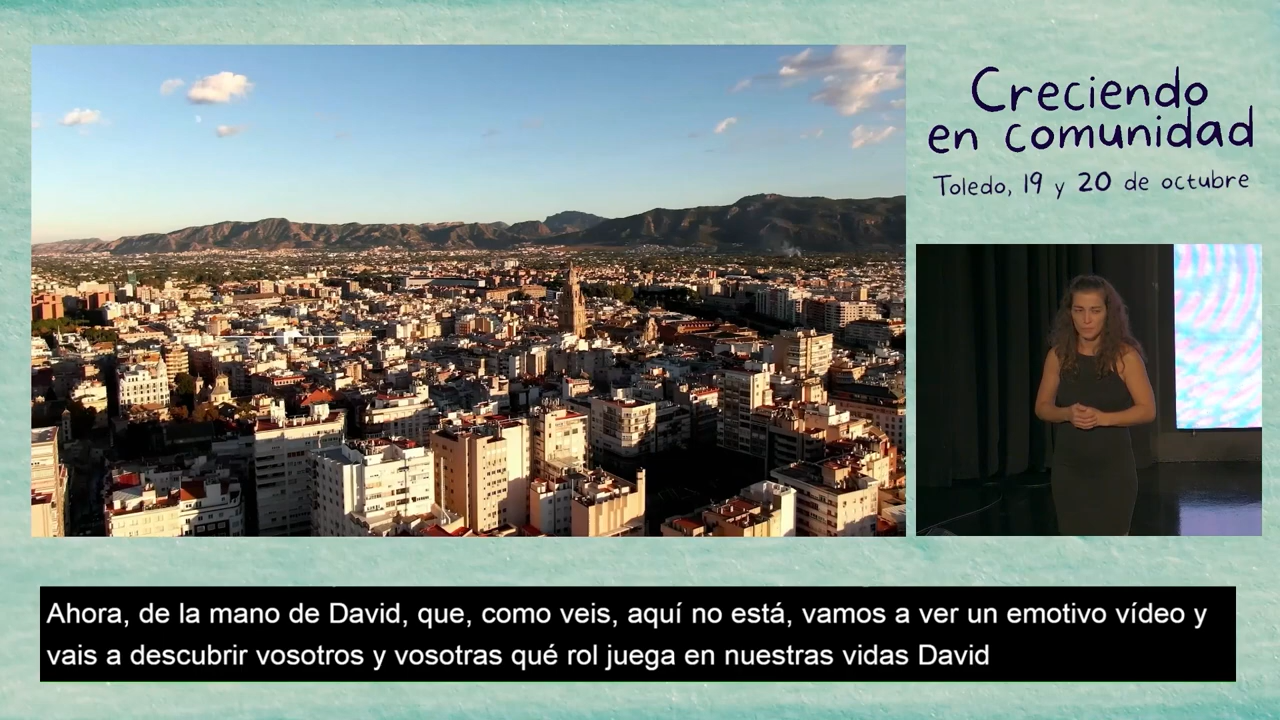 Creciendo
en comunidad
Toledo, 19 y 20 de octubre
Ahora, de la mano de David, que, como veis, aquí no está, vamos a ver un emotivo vídeo y
vais a descubrir vosotros y vosotras qué rol juega en nuestras vidas David